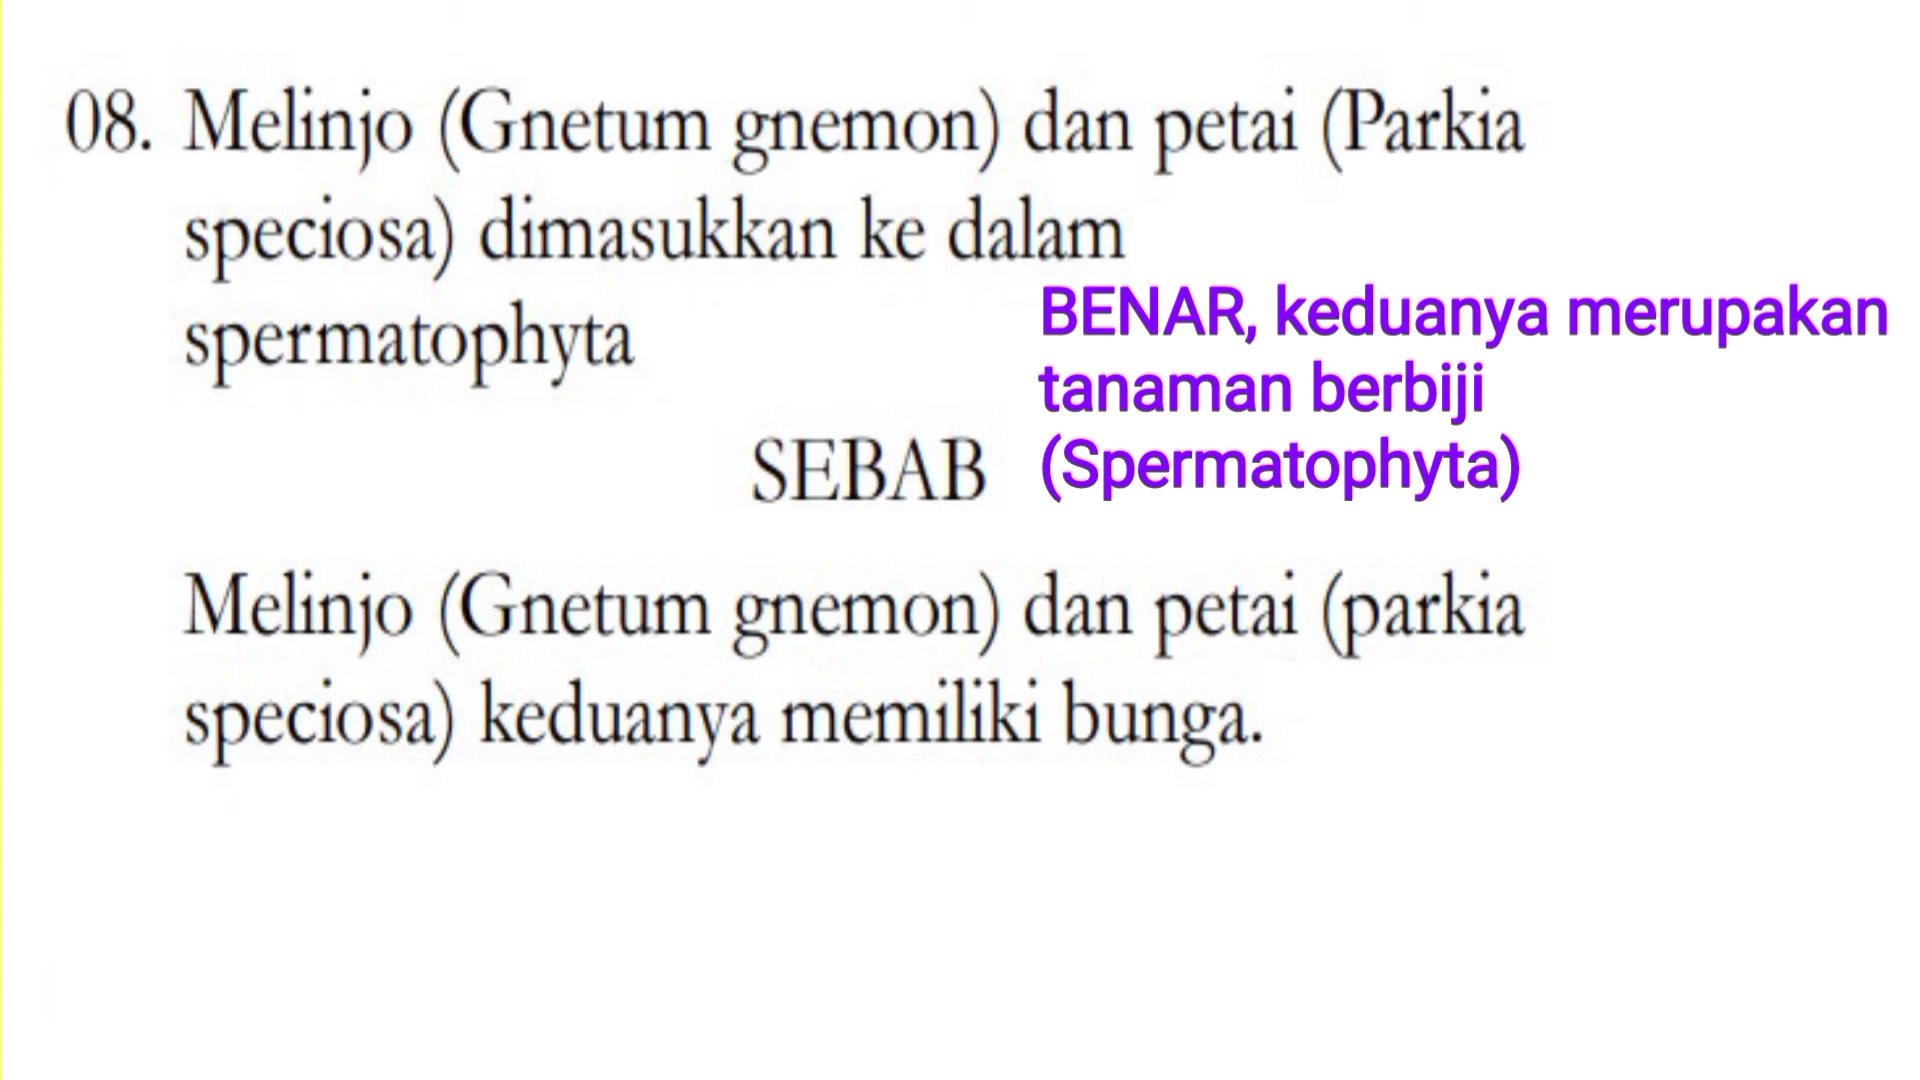 08. Melinjo (Gnetum gnemon) dan petai (Parkia
speciosa) dimasukkan ke dalam
spermatophyta
BENAR, keduanya merupakan
tanaman berbiji
(Spermatophyta)
SEBAB
Melinjo (Gnetum gnemon) dan petai (parkia
speciosa) keduanya memiliki bunga.